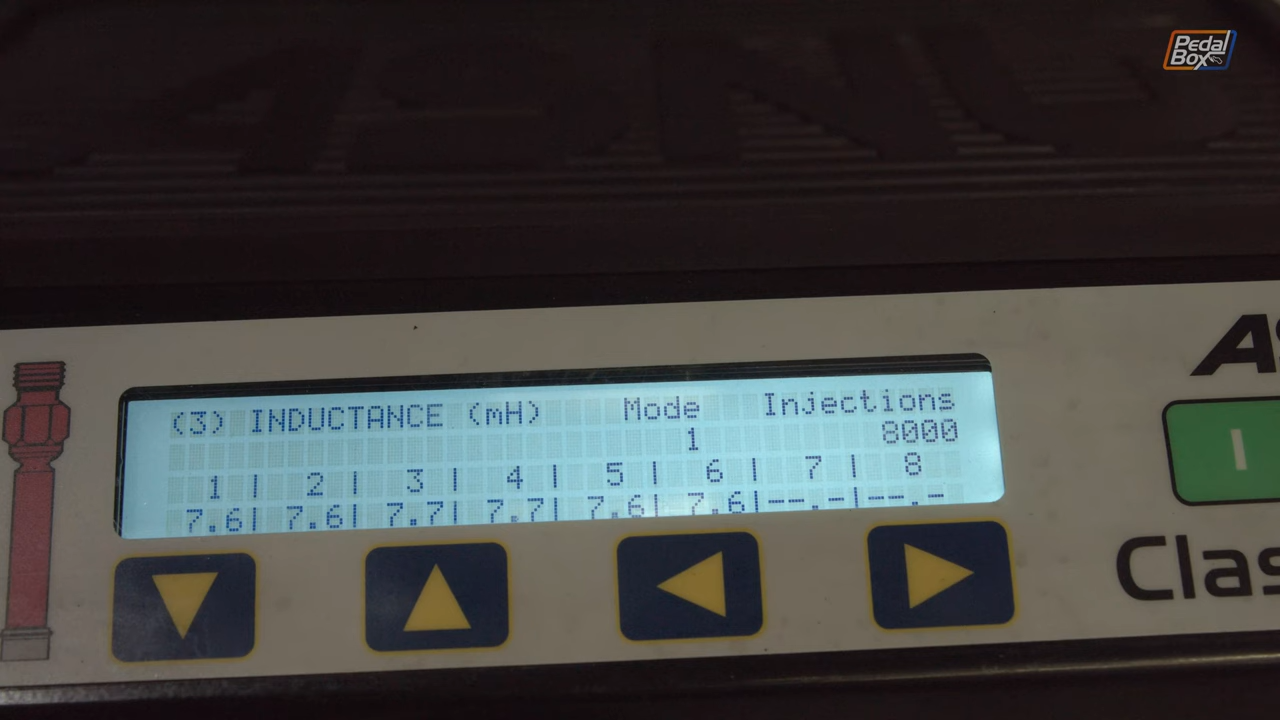 Pedal
Box
ASNU
(3) INDUCTANCE (mH) Mode Injections
1 8000
1| 2| 3| 4| 5| 6| 7| 8
7.6| 7.6| 7.7| 7.7| 7.6| 7.6|--.-|--.-
I
Clas